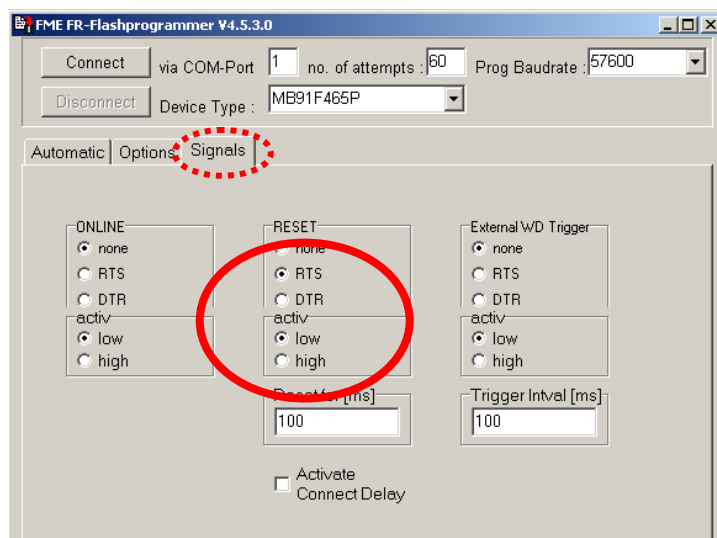 FME FR-Flashprogrammer V4.5.3.0
Connect via COM-Port 1 no. of attempts : 60 Prog Baudrate : 57600
Disconnect Device Type : MB91F465P
Automatic Options Signals
ONLINE RESET External WD Trigger
none none none
RTS RTS RTS
DTR DTR DTR
activ activ activ
low low low
high high high
Reset for [ms] Trigger Intval [ms]
100 100
Activate
Connect Delay